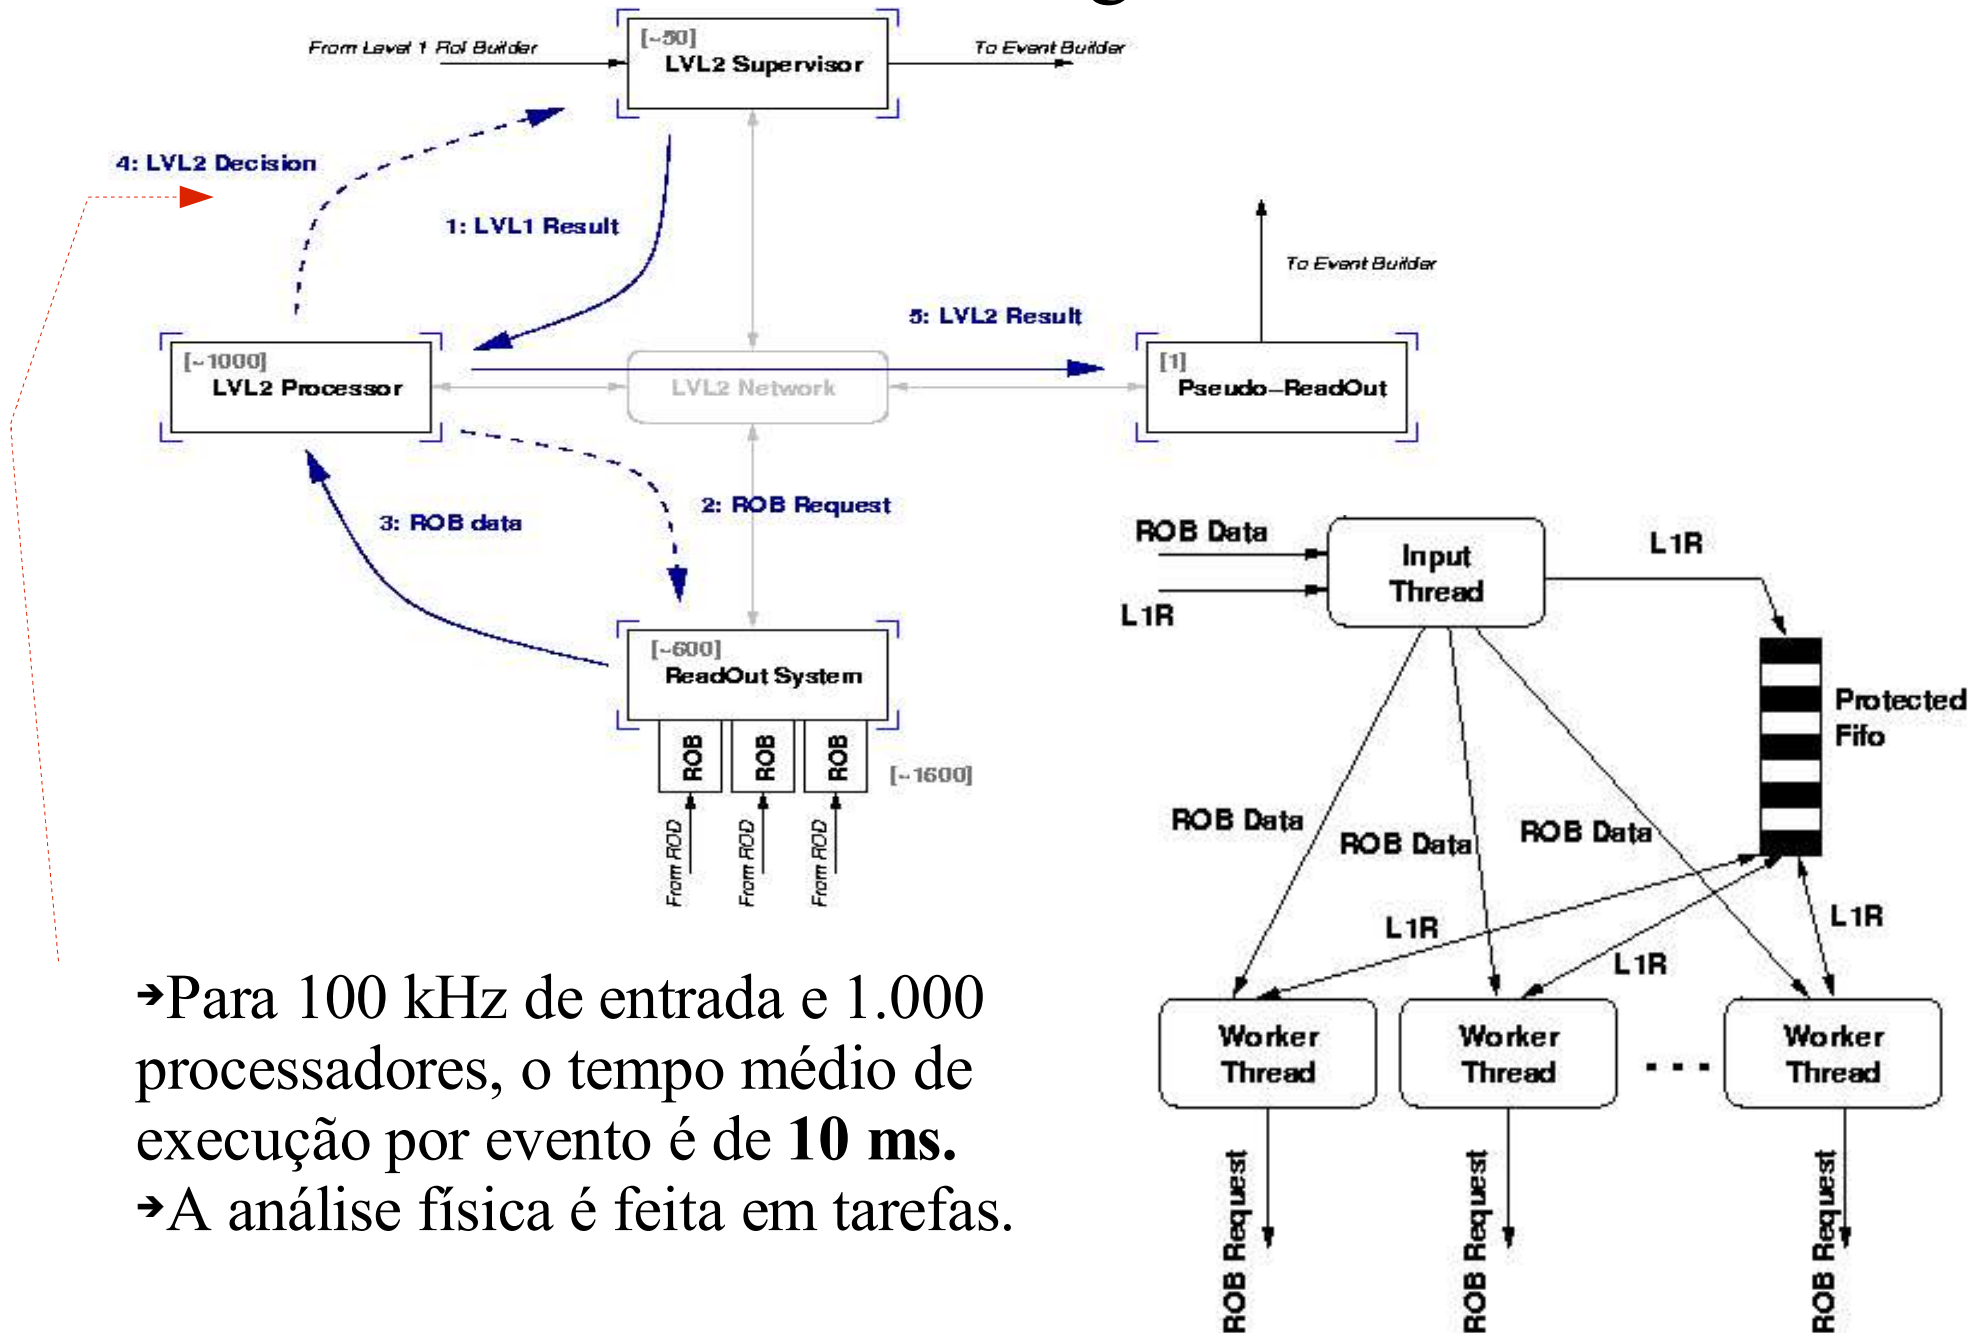 [~50]
LVL2 Supervisor
From Level 1 RoI Builder
To Event Builder
4: LVL2 Decision
1: LVL1 Result
To Event Builder
5: LVL2 Result
[~1000]
LVL2 Processor
LVL2 Network
[1]
Pseudo-ReadOut
2: ROB Request
3: ROB data
[~600]
ReadOut System
ROB
ROB
ROB
[~1600]
From ROD
From ROD
From ROD
ROB Data
L1R
Input
Thread
L1R
Protected
Fifo
ROB Data
ROB Data
ROB Data
L1R
L1R
L1R
Worker
Thread
Worker
Thread
....
Worker
Thread
ROB Request
ROB Request
ROB Request
➔Para 100 kHz de entrada e 1.000
processadores, o tempo médio de
execução por evento é de 10 ms.
➔A análise física é feita em tarefas.